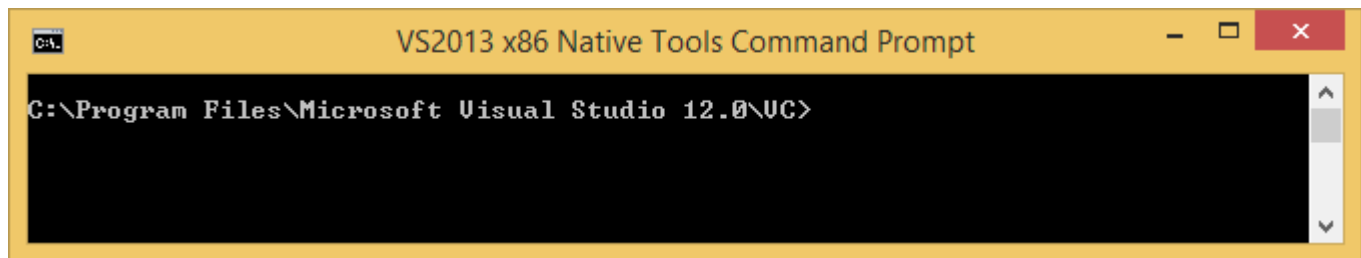 C:\.
VS2013 x86 Native Tools Command Prompt
C:\Program Files\Microsoft Visual Studio 12.0\VC>